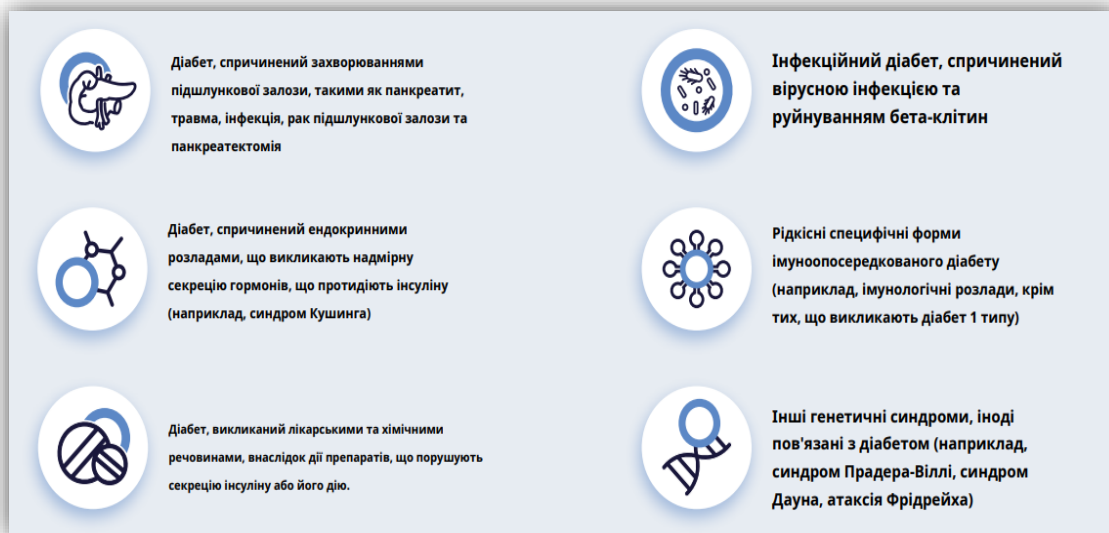 Діабет, спричинений захворюваннями
підшлункової залози, такими як панкреатит,
травма, інфекція, рак підшлункової залози та
панкреатектомія
Інфекційний діабет, спричинений
вірусною інфекцією та
руйнуванням бета-клітин
Діабет, спричинений ендокринними
розладами, що викликають надмірну
секрецію гормонів, що протидіють інсуліну
(наприклад, синдром Кушинга)
Рідкісні специфічні форми
імуноопосередкованого діабету
(наприклад, імунологічні розлади, крім
тих, що викликають діабет 1 типу)
Діабет, викликаний лікарськими та хімічними
речовинами, внаслідок дії препаратів, що порушують
секрецію інсуліну або його дію.
Інші генетичні синдроми, іноді
пов'язані з діабетом (наприклад,
синдром Прадера-Віллі, синдром
Дауна, атаксія Фрідрейха)